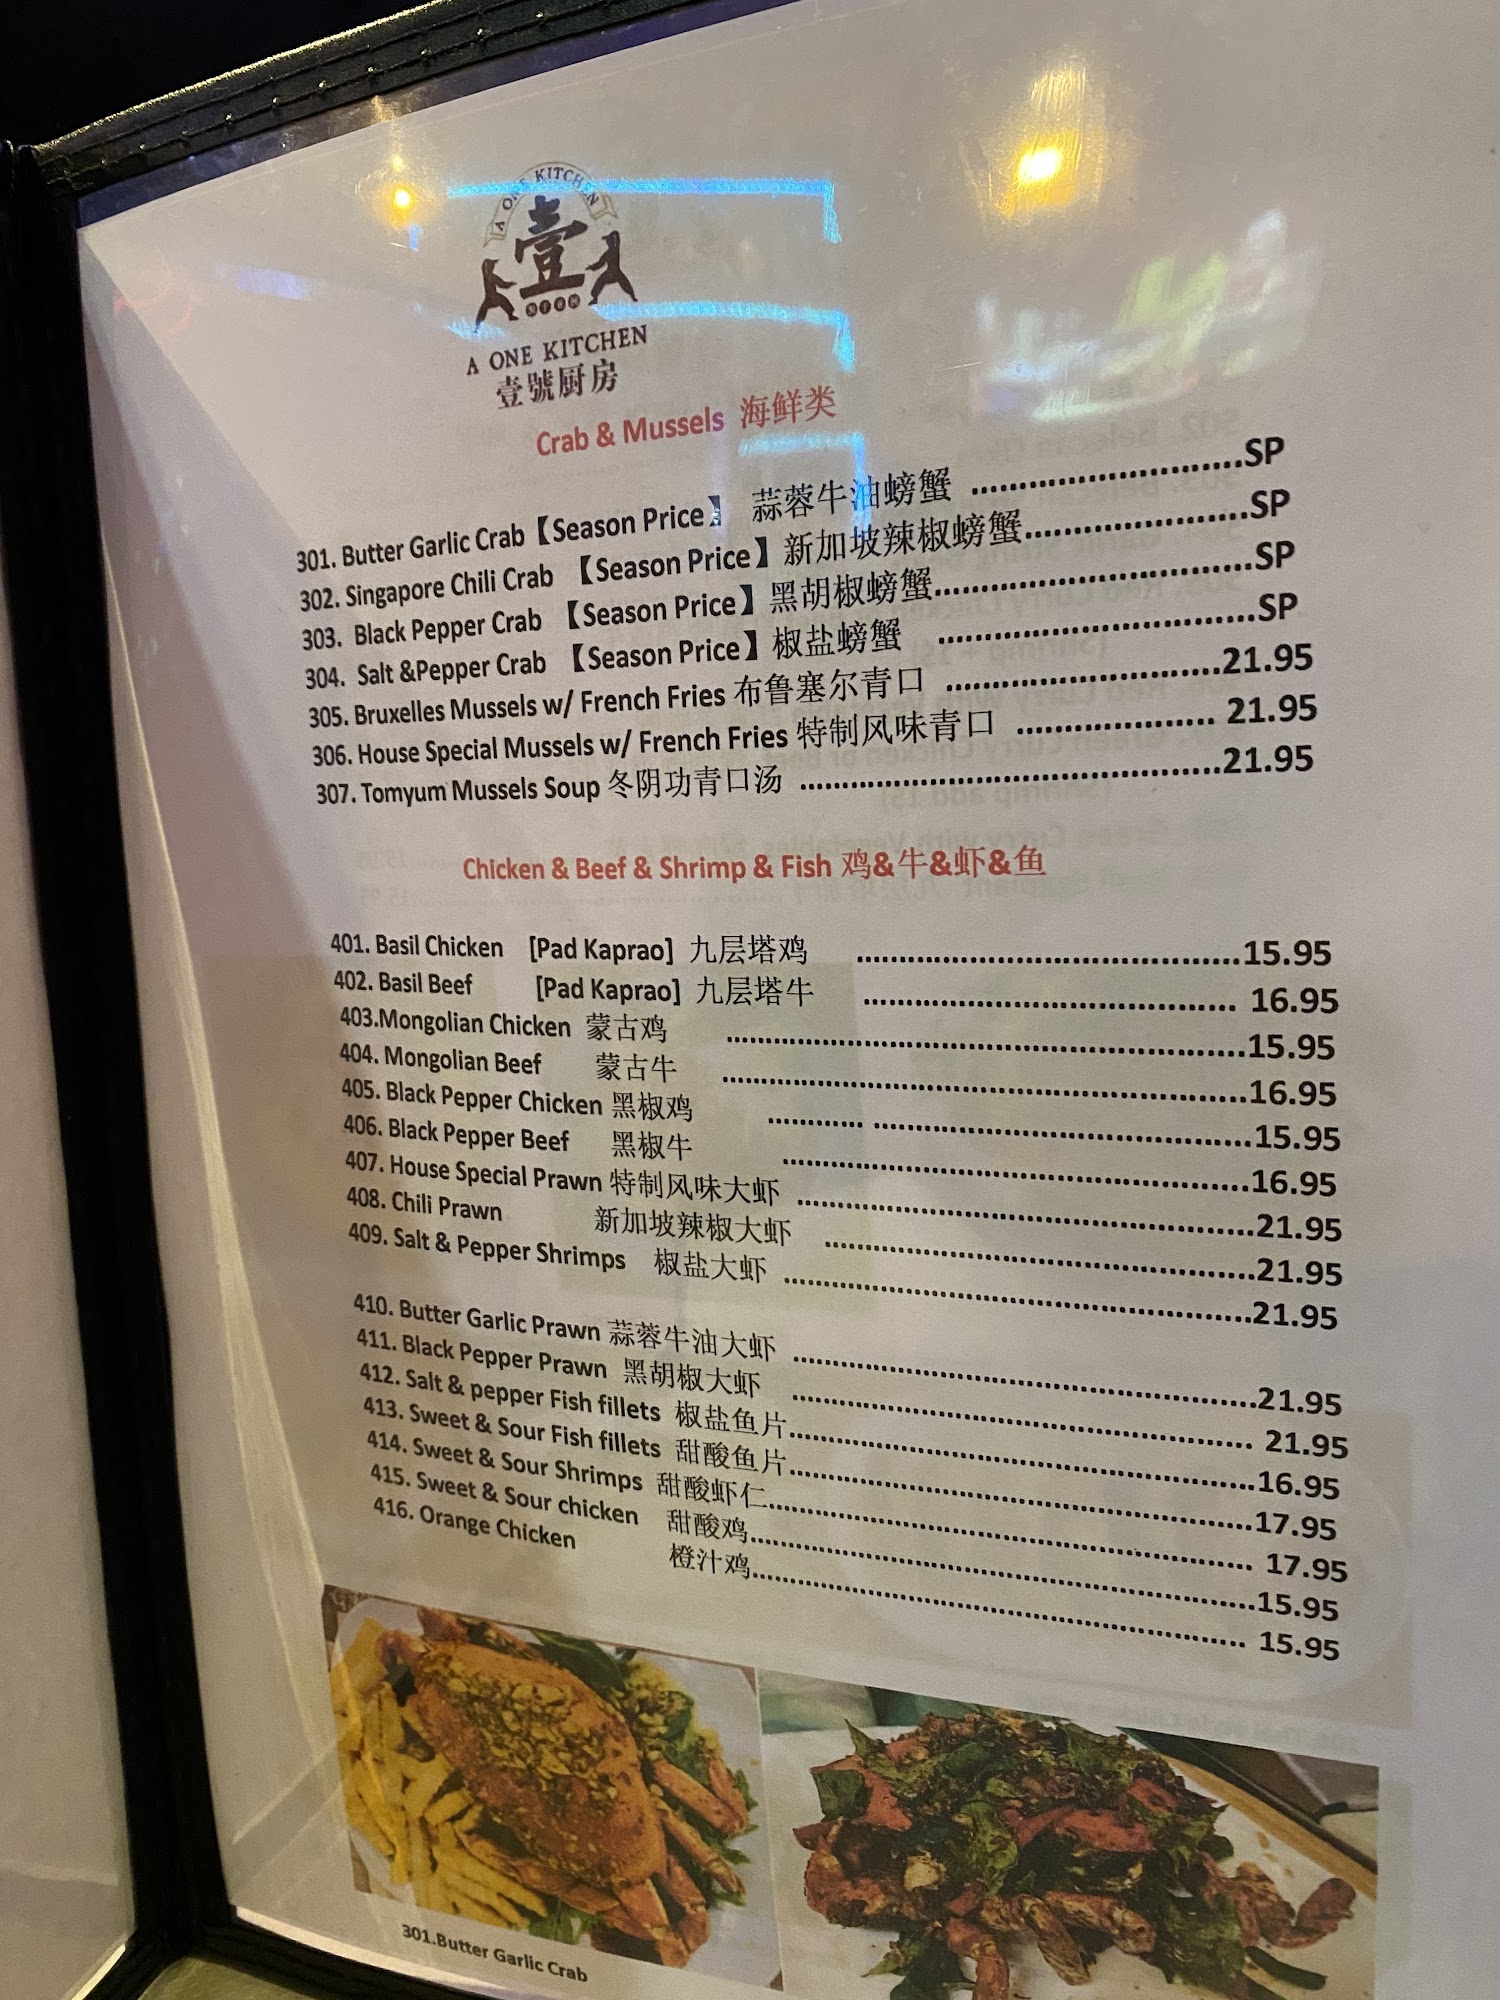 A ONE KITCHEN
壹
A ONE KITCHEN
壹號厨房
Crab & Mussels 海鲜类
301. Butter Garlic Crab【Season Price】 蒜蓉牛油螃蟹 ............................SP
302. Singapore Chili Crab 【Season Price】新加坡辣椒螃蟹.......................SP
303. Black Pepper Crab 【Season Price】黑胡椒螃蟹................................SP
304. Salt &Pepper Crab 【Season Price】椒盐螃蟹 ................................SP
305. Bruxelles Mussels w/ French Fries 布鲁塞尔青口 ............................21.95
306. House Special Mussels w/ French Fries 特制风味青口 .................... 21.95
307. Tomyum Mussels Soup 冬阴功青口汤 ............................................21.95
Chicken & Beef & Shrimp & Fish 鸡&牛&虾&鱼
401. Basil Chicken [Pad Kaprao] 九层塔鸡 ..........................................15.95
402. Basil Beef [Pad Kaprao] 九层塔牛 ......................................... 16.95
403.Mongolian Chicken 蒙古鸡 ........................................................15.95
404. Mongolian Beef 蒙古牛 .........................................................16.95
405. Black Pepper Chicken 黑椒鸡 ............ .........................................15.95
406. Black Pepper Beef 黑椒牛 ...................................................16.95
407. House Special Prawn 特制风味大虾 .................................................21.95
408. Chili Prawn 新加坡辣椒大虾 ..............................................21.95
409. Salt & Pepper Shrimps 椒盐大虾 ..................................................21.95
410. Butter Garlic Prawn 蒜蓉牛油大虾 ..................................................21.95
411. Black Pepper Prawn 黑胡椒大虾 ................................................. 21.95
412. Salt & pepper Fish fillets 椒盐鱼片..................................................16.95
413. Sweet & Sour Fish fillets 甜酸鱼片..................................................17.95
414. Sweet & Sour Shrimps 甜酸虾仁.................................................... 17.95
415. Sweet & Sour chicken 甜酸鸡......................................................15.95
416. Orange Chicken 橙汁鸡..................................................... 15.95
301.Butter Garlic Crab